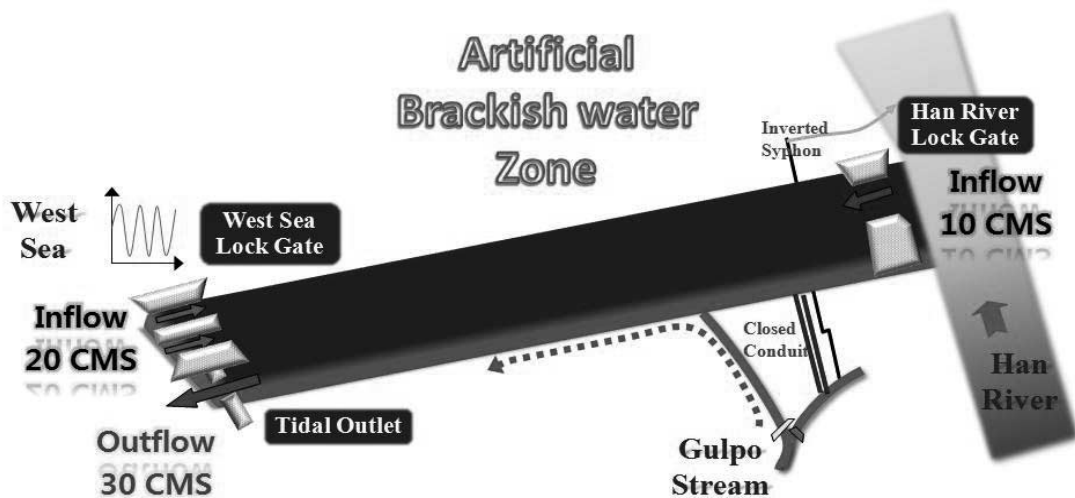 Artificial
Brackish water
Zone
Inverted
Syphon
Han River
Lock Gate
West
Sea
West Sea
Lock Gate
Inflow
10 CMS
Inflow
20 CMS
Closed
Conduit
Han
River
Tidal Outlet
Outflow
30 CMS
Gulpo
Stream